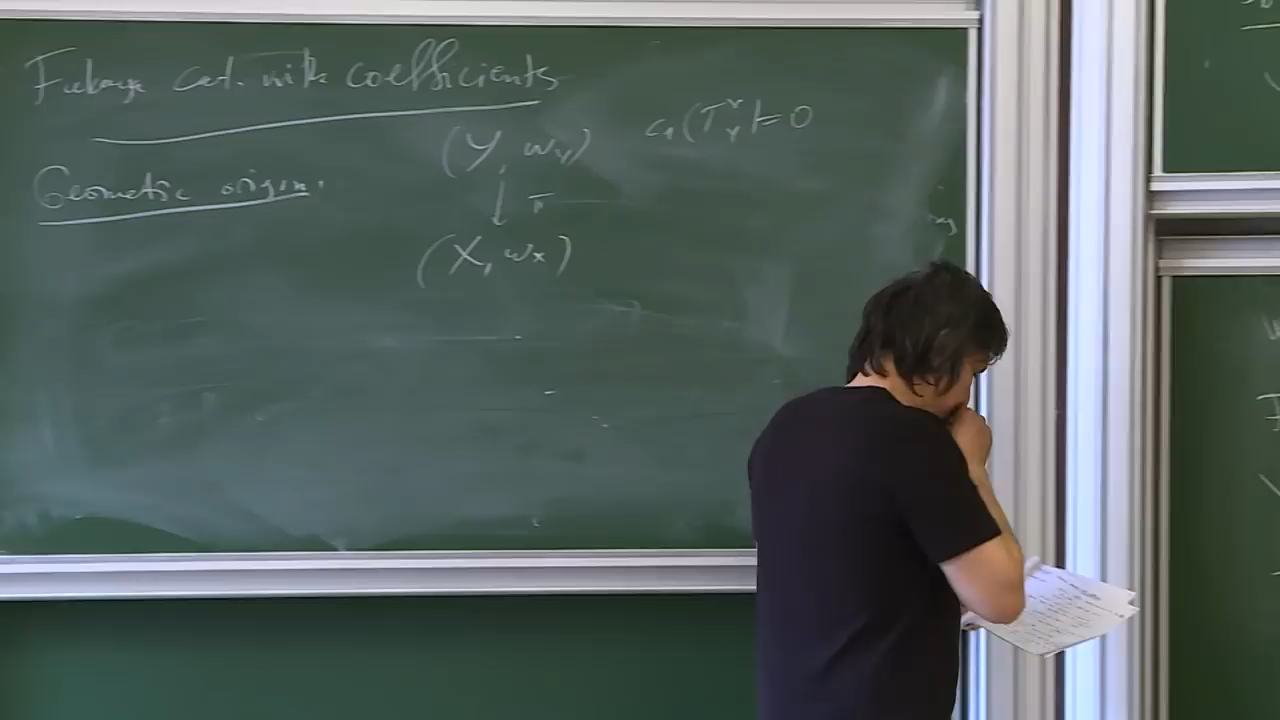 Fukaya cat. with coefficients
(Y, ω_Y) c₁(T_Y^*)=0
Geometric origin:
↓ π
(X, ω_X)